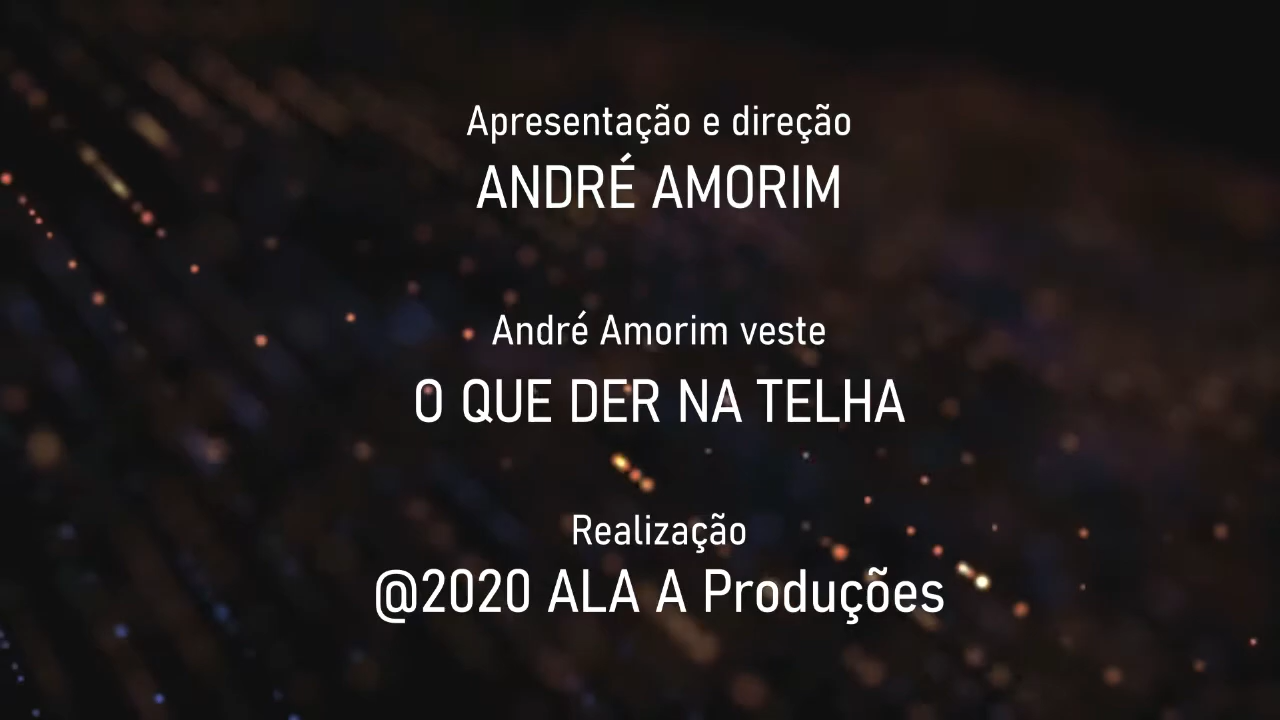 Apresentação e direção
ANDRÉ AMORIM
André Amorim veste
O QUE DER NA TELHA
Realização
@2020 ALA A Produções